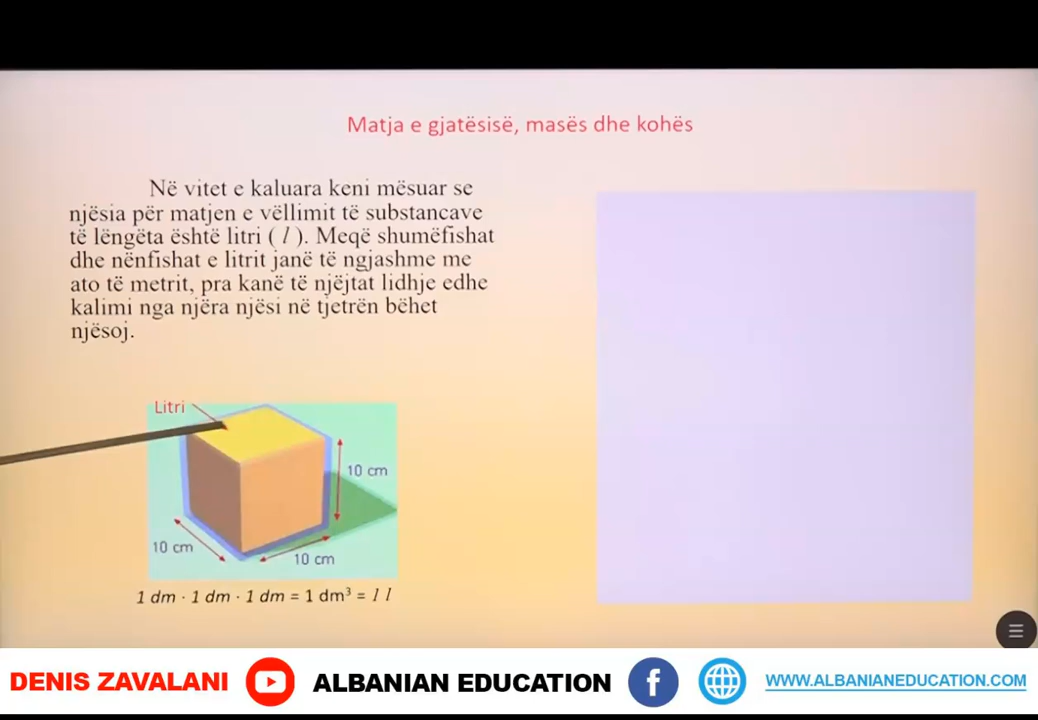 Matja e gjatësisë, masës dhe kohës
Në vitet e kaluara keni mësuar se
njësia për matjen e vëllimit të substancave
të lëngëta është litri ( l ). Meqë shumëfishat
dhe nënfishat e litrit janë të ngjashme me
ato të metrit, pra kanë të njëjtat lidhje edhe
kalimi nga njëra njësi në tjetrën bëhet
njësoj.
Litri
10 cm
10 cm
10 cm
1 dm · 1 dm · 1 dm = 1 dm³ = 1 l
DENIS ZAVALANI
ALBANIAN EDUCATION
WWW.ALBANIANEDUCATION.COM